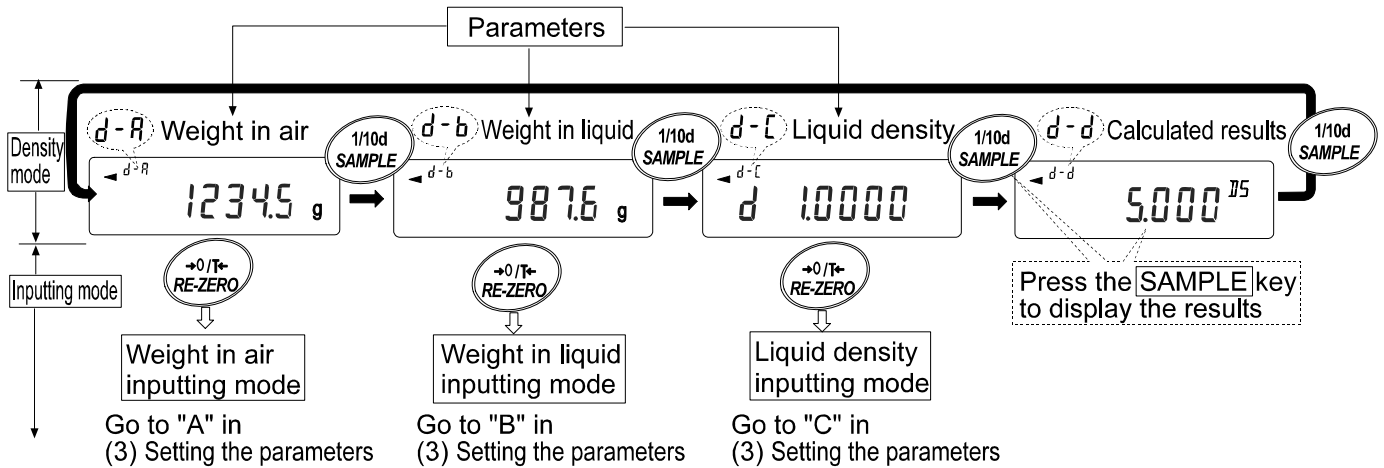 Parameters
Density
mode
d-A Weight in air
1/10d
SAMPLE
d-b Weight in liquid
1/10d
SAMPLE
d-C Liquid density
1/10d
SAMPLE
d-d Calculated results
1/10d
SAMPLE
d-A
1234.5 g
d-b
987.6 g
d-C
d 1.0000
d-d
5.000 DS
Inputting mode
→0/T←
RE-ZERO
→0/T←
RE-ZERO
→0/T←
RE-ZERO
Press the SAMPLE key
to display the results
Weight in air
inputting mode
Weight in liquid
inputting mode
Liquid density
inputting mode
Go to "A" in
(3) Setting the parameters
Go to "B" in
(3) Setting the parameters
Go to "C" in
(3) Setting the parameters